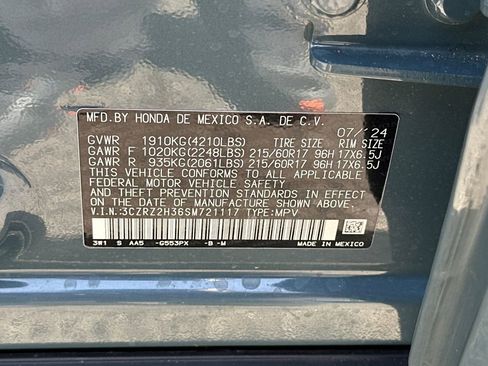 MFD.BY HONDA DE MEXICO S.A. DE C.V. 07/'24
GVWR 1910KG(4210LBS) TIRE SIZE RIM SIZE
GAWR F 1020KG(2248LBS) 215/60R17 96H 17X6.5J
GAWR R 935KG(2061LBS) 215/60R17 96H 17X6.5J
THIS VEHICLE CONFORMS TO ALL APPLICABLE
FEDERAL MOTOR VEHICLE SAFETY, BUMPER, AND
THEFT PREVENTION STANDARDS IN EFFECT ON THE
DATE OF MANUFACTURE SHOWN ABOVE.
V.I.N:3CZRZ2H36SM721117 TYPE:MPV
3W1 S AA5 -G553PX -B -M MADE IN MEXICO